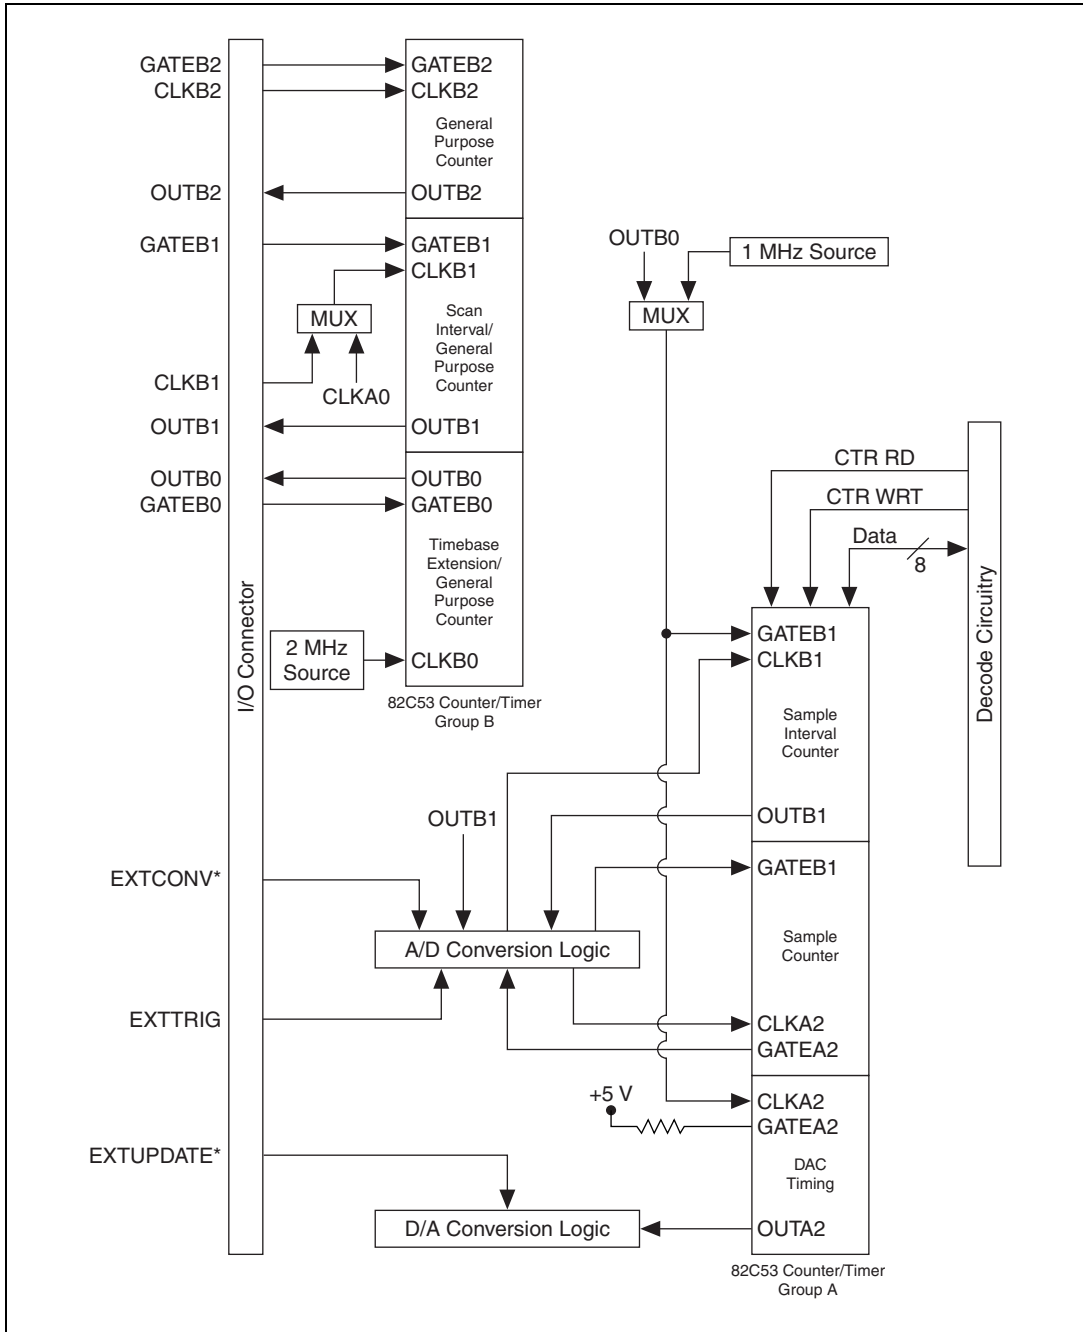 GATEB2
CLKB2
OUTB2
GATEB1
CLKB1
OUTB1
OUTB0
GATEB0
EXTCONV*
EXTTRIG
EXTUPDATE*
I/O Connector
MUX
CLKA0
2 MHz
Source
GATEB2
CLKB2
General
Purpose
Counter
OUTB2
GATEB1
CLKB1
Scan
Interval/
General
Purpose
Counter
OUTB1
OUTB0
GATEB0
Timebase
Extension/
General
Purpose
Counter
CLKB0
82C53 Counter/Timer
Group B
OUTB0
1 MHz Source
MUX
CTR RD
CTR WRT
Data
8
Decode Circuitry
OUTB1
A/D Conversion Logic
+5 V
D/A Conversion Logic
GATEB1
CLKB1
Sample
Interval
Counter
OUTB1
GATEB1
Sample
Counter
CLKA2
GATEA2
CLKA2
GATEA2
DAC
Timing
OUTA2
82C53 Counter/Timer
Group A